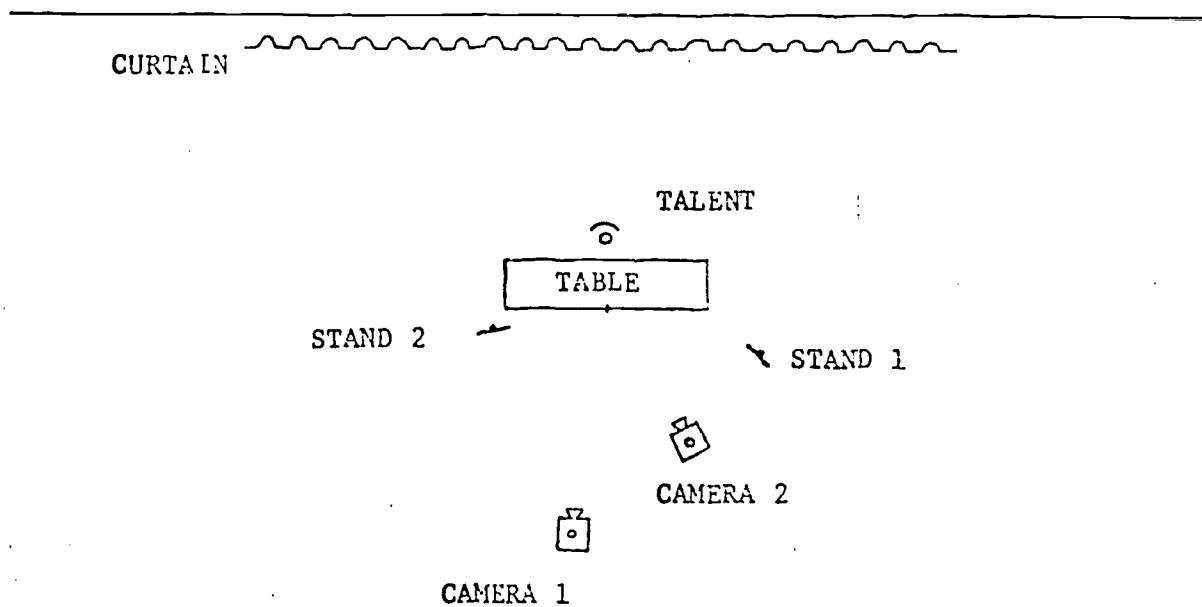 CURTAIN
TALENT
TABLE
STAND 2
STAND 1
CAMERA 2
CAMERA 1